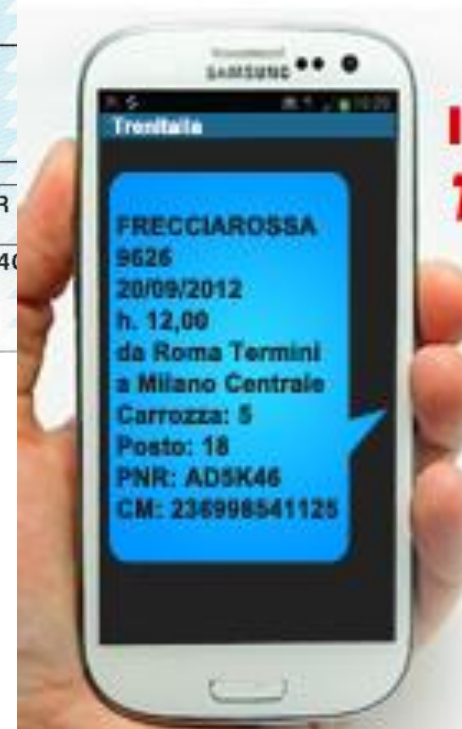 SAMSUNG
Trenitalia
FRECCIAROSSA
9626
20/09/2012
h. 12,00
da Roma Termini
a Milano Centrale
Carrozza: 5
Posto: 18
PNR: AD5K46
CM: 236998541125
R